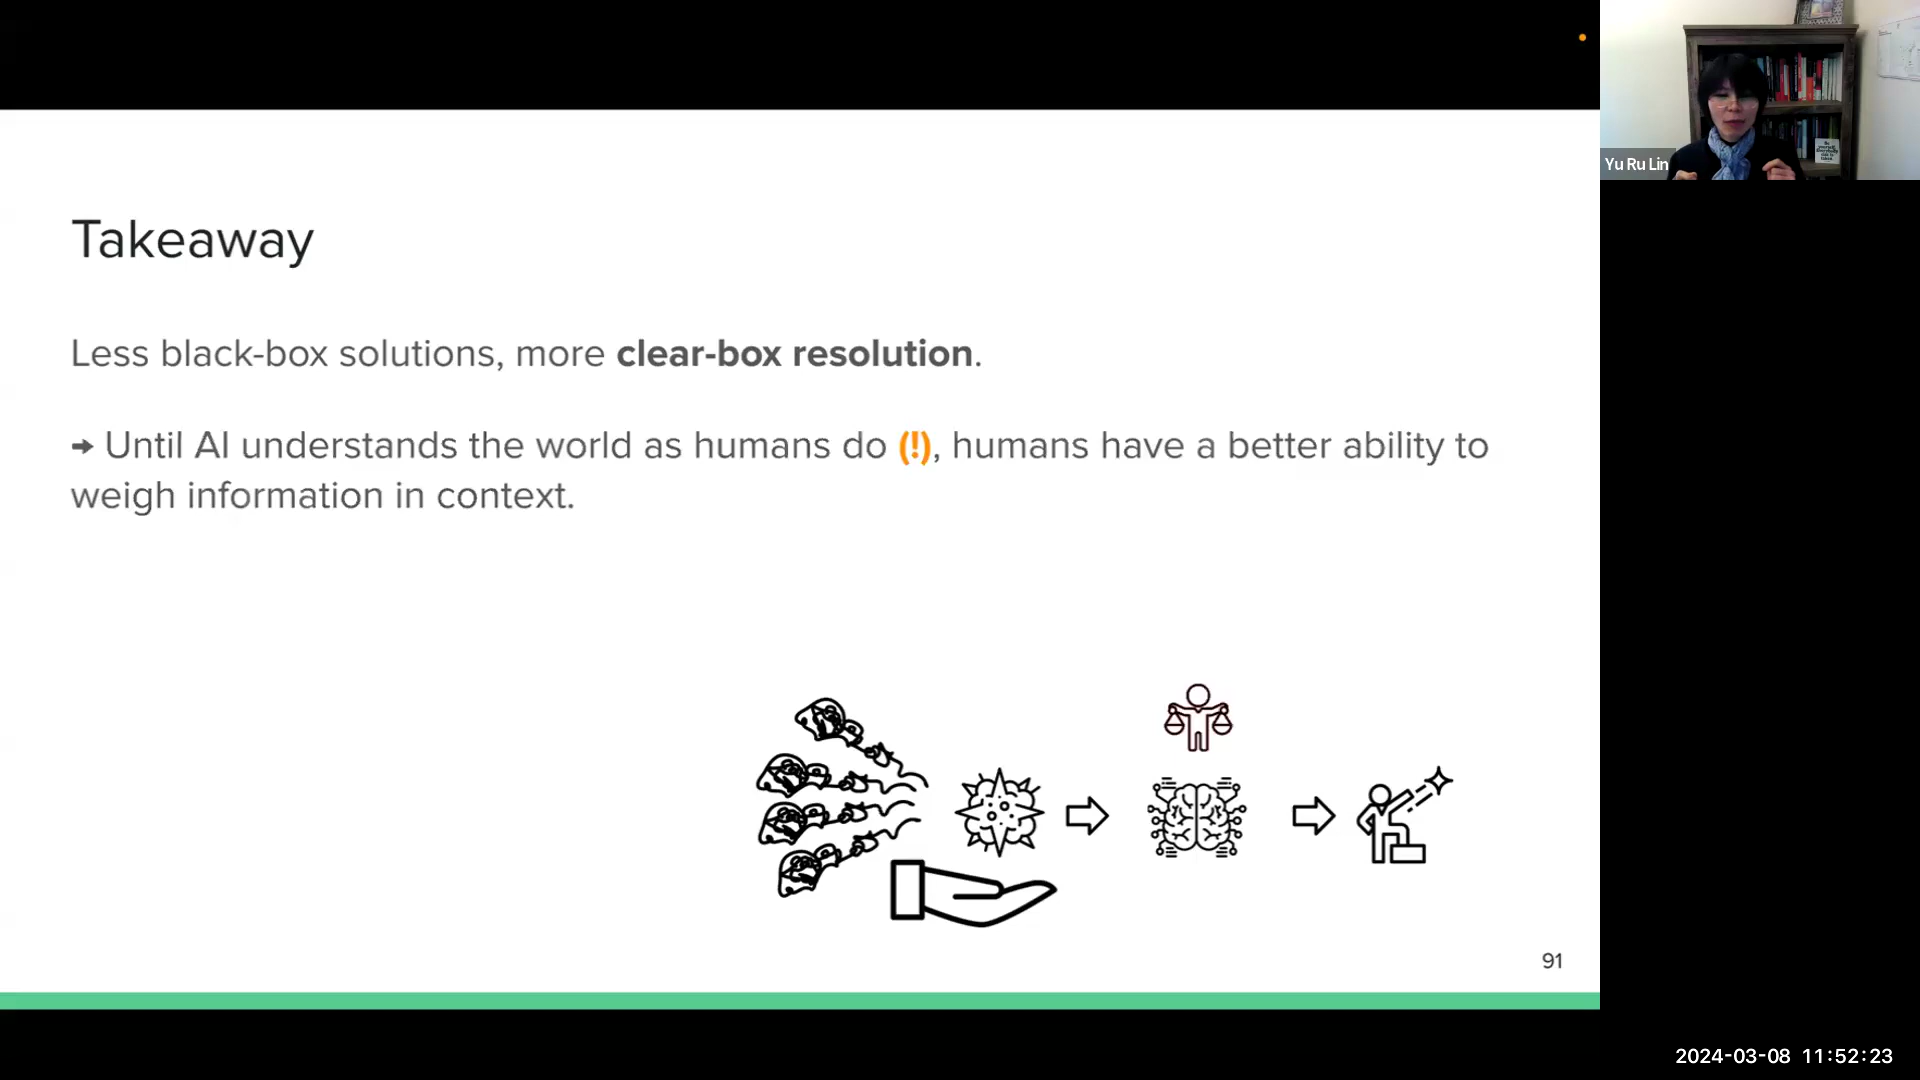 Yu Ru Lin
Takeaway
Less black-box solutions, more clear-box resolution.
→ Until AI understands the world as humans do (!), humans have a better ability to
weigh information in context.
91
2024-03-08 11:52:23